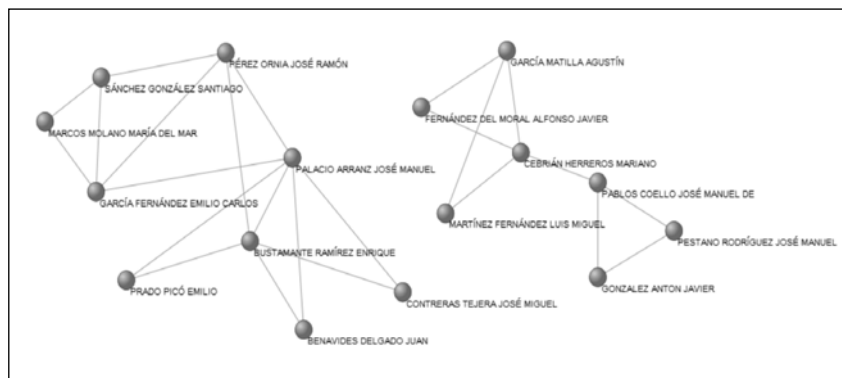 PÉREZ ORNIA JOSÉ RAMÓN
SÁNCHEZ GONZÁLEZ SANTIAGO
MARCOS MOLANO MARÍA DEL MAR
PALACIO ARRANZ JOSÉ MANUEL
GARCÍA FERNÁNDEZ EMILIO CARLOS
BUSTAMANTE RAMÍREZ ENRIQUE
PRADO PICÓ EMILIO
CONTRERAS TEJERA JOSÉ MIGUEL
BENAVIDES DELGADO JUAN
GARCÍA MATILLA AGUSTÍN
FERNÁNDEZ DEL MORAL ALFONSO JAVIER
CEBRIÁN HERREROS MARIANO
PABLOS COELLO JOSÉ MANUEL DE
MARTÍNEZ FERNÁNDEZ LUIS MIGUEL
PESTANO RODRÍGUEZ JOSÉ MANUEL
GONZALEZ ANTON JAVIER